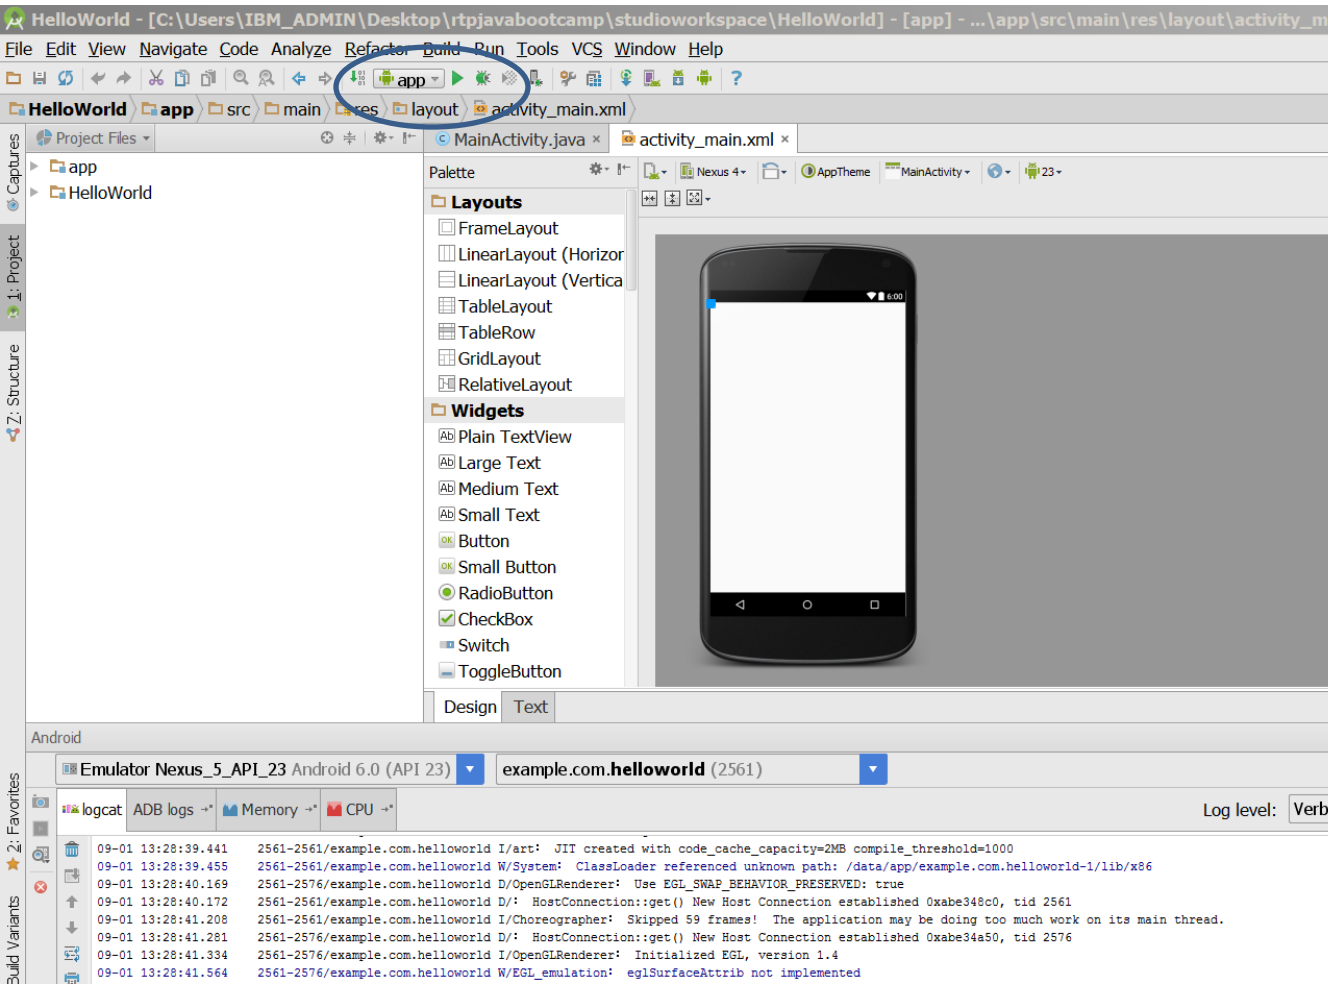 HelloWorld - [C:\Users\IBM_ADMIN\Desktop\rtpjavabootcamp\studioworkspace\HelloWorld] - [app] - ...\app\src\main\res\layout\activity_m
File Edit View Navigate Code Analyze Refactor Build Run Tools VCS Window Help
app
?
HelloWorld app src main res layout activity_main.xml
Project Files
MainActivity.java × activity_main.xml ×
Captures
1: Project
Z: Structure
2: Favorites
Build Variants
app
HelloWorld
Palette
Nexus 4 AppTheme MainActivity 23
Layouts
FrameLayout
LinearLayout (Horizor
LinearLayout (Vertica
TableLayout
TableRow
GridLayout
RelativeLayout
Widgets
Ab Plain TextView
Ab Large Text
Ab Medium Text
Ab Small Text
OK Button
OK Small Button
RadioButton
CheckBox
Switch
ToggleButton
6:00
Design Text
Android
Emulator Nexus_5_API_23 Android 6.0 (API 23)
example.com.helloworld (2561)
logcat ADB logs Memory CPU
Log level: Verb
09-01 13:28:39.441 2561-2561/example.com.helloworld I/art: JIT created with code_cache_capacity=2MB compile_threshold=1000
09-01 13:28:39.455 2561-2561/example.com.helloworld W/System: ClassLoader referenced unknown path: /data/app/example.com.helloworld-1/lib/x86
09-01 13:28:40.169 2561-2576/example.com.helloworld D/OpenGLRenderer: Use EGL_SWAP_BEHAVIOR_PRESERVED: true
09-01 13:28:40.172 2561-2561/example.com.helloworld D/: HostConnection::get() New Host Connection established 0xabe348c0, tid 2561
09-01 13:28:41.208 2561-2561/example.com.helloworld I/Choreographer: Skipped 59 frames! The application may be doing too much work on its main thread.
09-01 13:28:41.281 2561-2576/example.com.helloworld D/: HostConnection::get() New Host Connection established 0xabe34a50, tid 2576
09-01 13:28:41.334 2561-2576/example.com.helloworld I/OpenGLRenderer: Initialized EGL, version 1.4
09-01 13:28:41.564 2561-2576/example.com.helloworld W/EGL_emulation: eglSurfaceAttrib not implemented